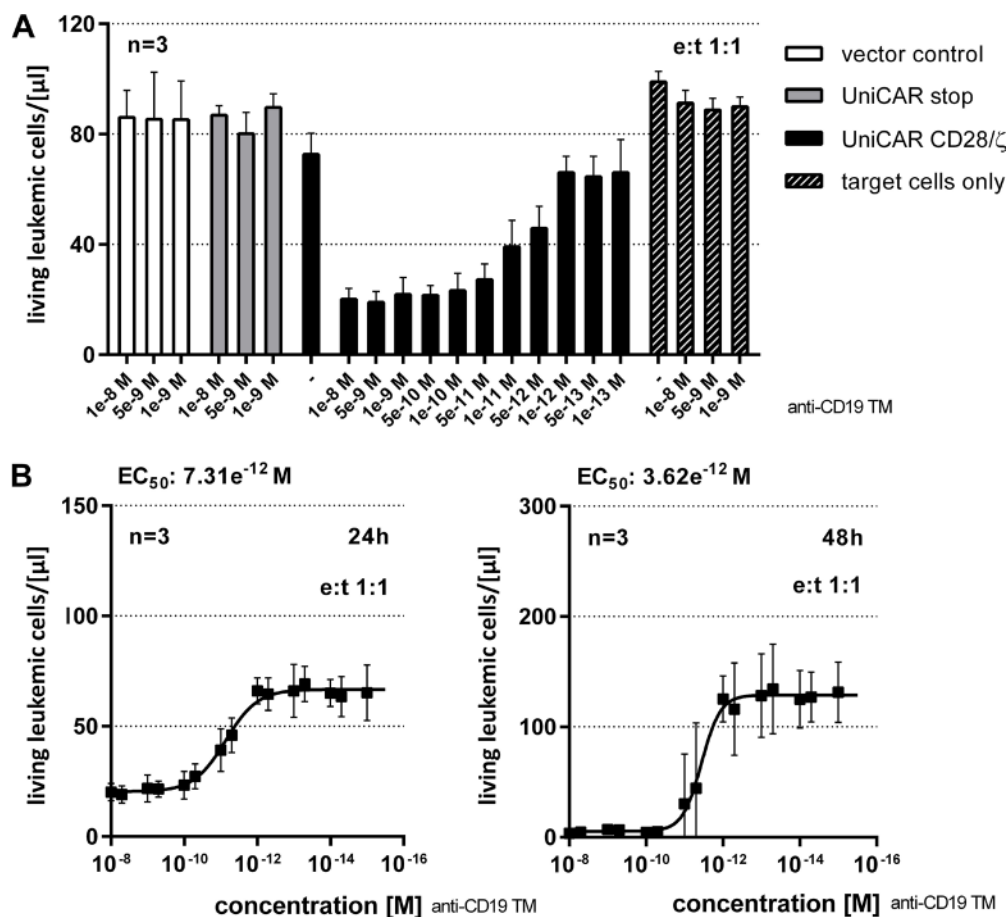 A
n=3
e:t 1:1
120
80
40
0
living leukemic cells/[µl]
vector control
UniCAR stop
UniCAR CD28/ζ
target cells only
1e-8 M
5e-9 M
1e-9 M
1e-8 M
5e-9 M
1e-9 M
-
1e-8 M
5e-9 M
1e-9 M
5e-10 M
1e-10 M
5e-11 M
1e-11 M
5e-12 M
1e-12 M
5e-13 M
1e-13 M
-
1e-8 M
5e-9 M
1e-9 M
anti-CD19 TM
B
EC₅₀: 7.31e⁻¹² M
n=3
24h
e:t 1:1
150
100
50
0
living leukemic cells/[µl]
10⁻⁸
10⁻¹⁰
10⁻¹²
10⁻¹⁴
10⁻¹⁶
concentration [M] anti-CD19 TM
EC₅₀: 3.62e⁻¹² M
n=3
48h
e:t 1:1
300
200
100
0
living leukemic cells/[µl]
10⁻⁸
10⁻¹⁰
10⁻¹²
10⁻¹⁴
10⁻¹⁶
concentration [M] anti-CD19 TM